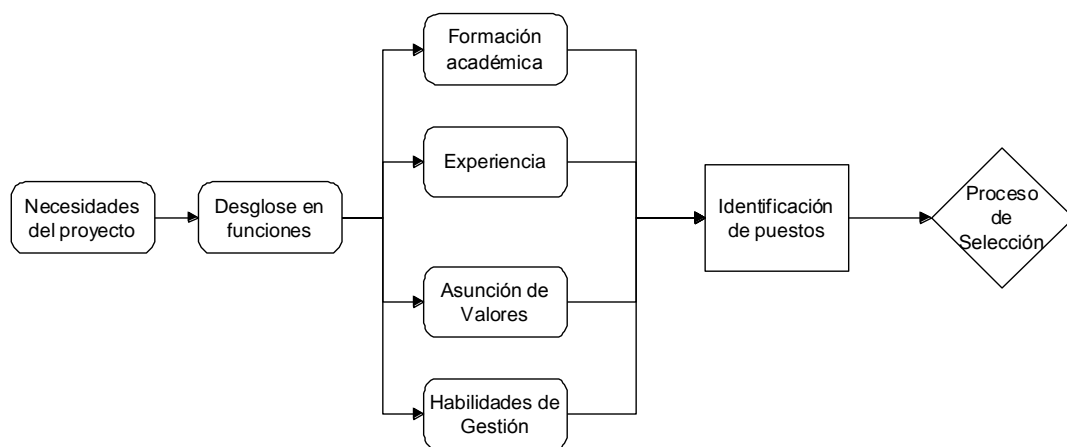 Formación
académica
Experiencia
Necesidades
del proyecto
Desglose en
funciones
Asunción de
Valores
Habilidades de
Gestión
Identificación
de puestos
Proceso
de
Selección